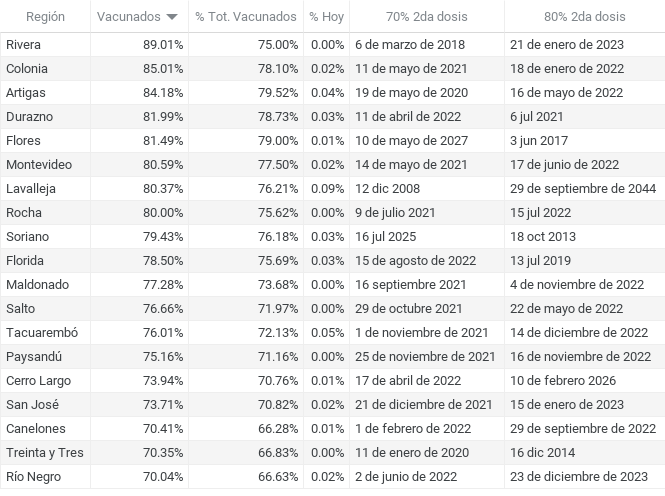 Región Vacunados % Tot. Vacunados % Hoy 70% 2da dosis 80% 2da dosis
Rivera 89.01% 75.00% 0.00% 6 de marzo de 2018 21 de enero de 2023
Colonia 85.01% 78.10% 0.02% 11 de mayo de 2021 18 de enero de 2022
Artigas 84.18% 79.52% 0.04% 19 de mayo de 2020 16 de mayo de 2022
Durazno 81.99% 78.73% 0.03% 11 de abril de 2022 6 jul 2021
Flores 81.49% 79.00% 0.01% 10 de mayo de 2027 3 jun 2017
Montevideo 80.59% 77.50% 0.02% 14 de mayo de 2021 17 de junio de 2022
Lavalleja 80.37% 76.21% 0.09% 12 dic 2008 29 de septiembre de 2044
Rocha 80.00% 75.62% 0.00% 9 de julio 2021 15 jul 2022
Soriano 79.43% 76.18% 0.03% 16 jul 2025 18 oct 2013
Florida 78.50% 75.69% 0.03% 15 de agosto de 2022 13 jul 2019
Maldonado 77.28% 73.68% 0.00% 16 septiembre 2021 4 de noviembre de 2022
Salto 76.66% 71.97% 0.00% 29 de octubre 2021 22 de mayo de 2022
Tacuarembó 76.01% 72.13% 0.05% 1 de noviembre de 2021 14 de diciembre de 2022
Paysandú 75.16% 71.16% 0.00% 25 de noviembre de 2021 16 de noviembre de 2022
Cerro Largo 73.94% 70.76% 0.01% 17 de abril de 2022 10 de febrero 2026
San José 73.71% 70.82% 0.02% 21 de diciembre de 2021 15 de enero de 2023
Canelones 70.41% 66.28% 0.01% 1 de febrero de 2022 29 de septiembre de 2022
Treinta y Tres 70.35% 66.83% 0.00% 11 de enero de 2020 16 dic 2014
Río Negro 70.04% 66.63% 0.02% 2 de junio de 2022 23 de diciembre de 2023